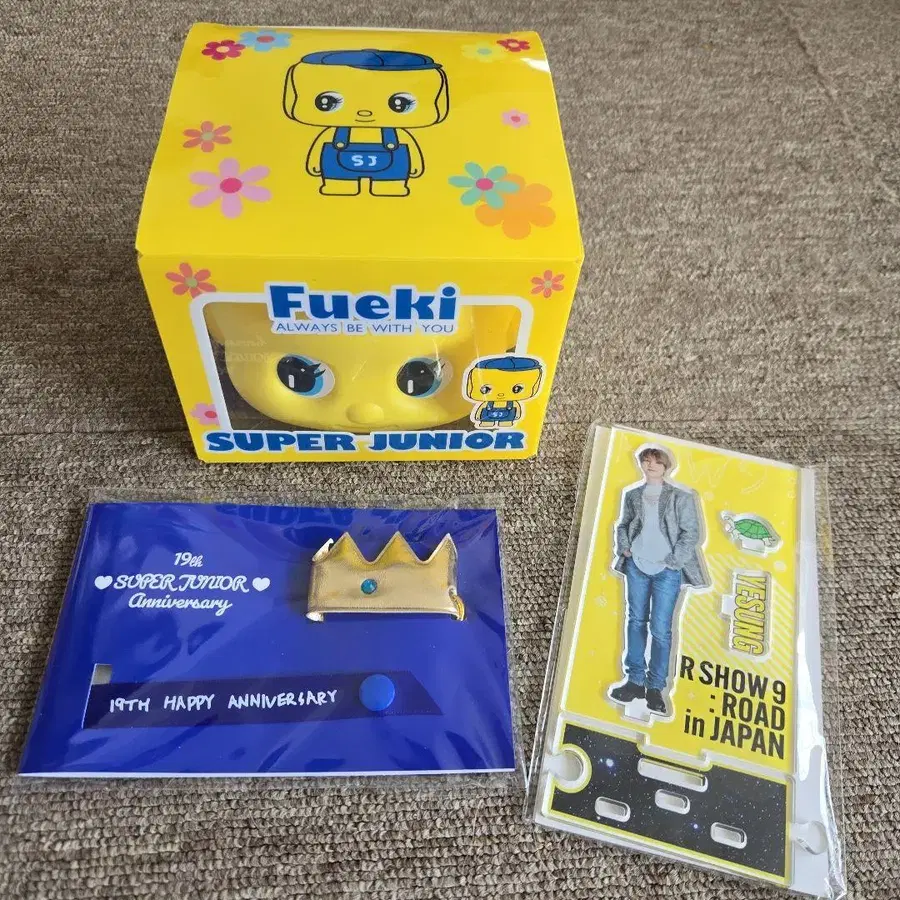 SJ
Fueki
ALWAYS BE WITH YOU
SJ
SUPER JUNIOR
19th
SUPER JUNIOR
Anniversary
19TH HAPPY ANNIVERSARY
YESUNG
R SHOW 9
: ROAD
in JAPAN